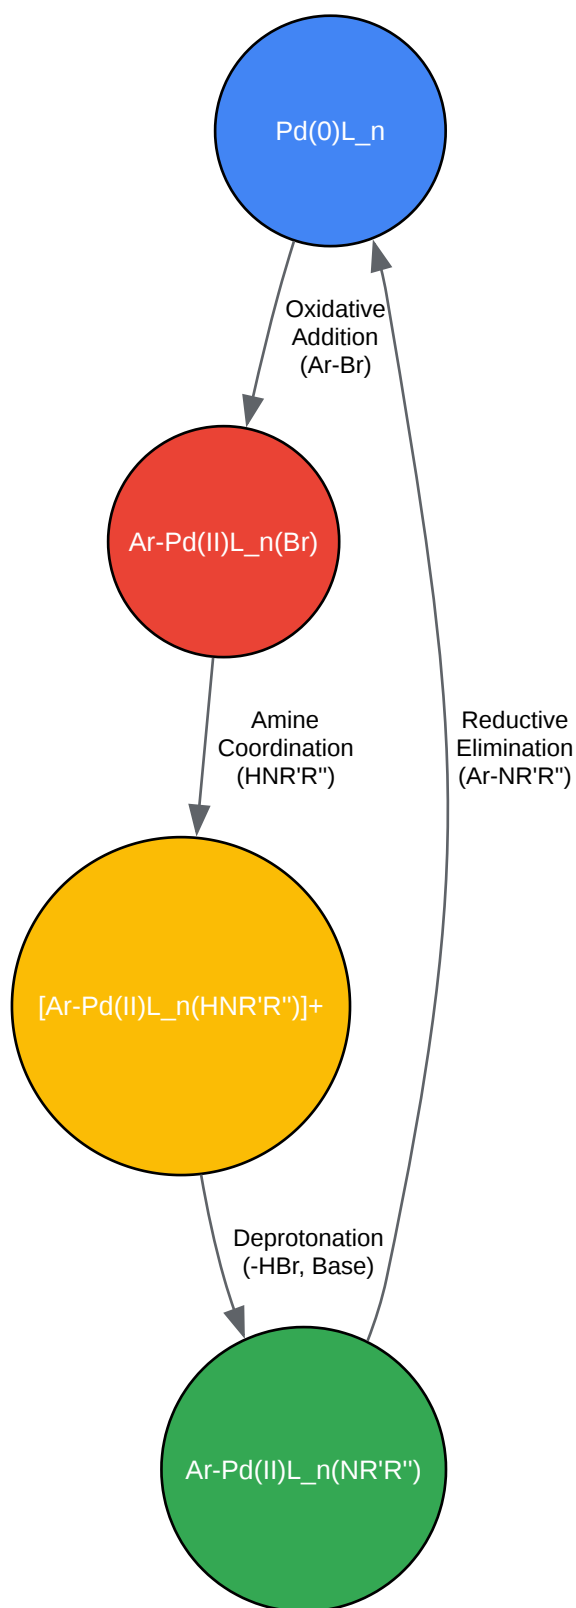 Pd(0)L_n
Oxidative
Addition
(Ar-Br)
Ar-Pd(II)L_n(Br)
Amine
Coordination
(HNR'R")
Reductive
Elimination
(Ar-NR'R")
[Ar-Pd(II)L_n(HNR'R")]+
Deprotonation
(-HBr, Base)
Ar-Pd(II)L_n(NR'R")